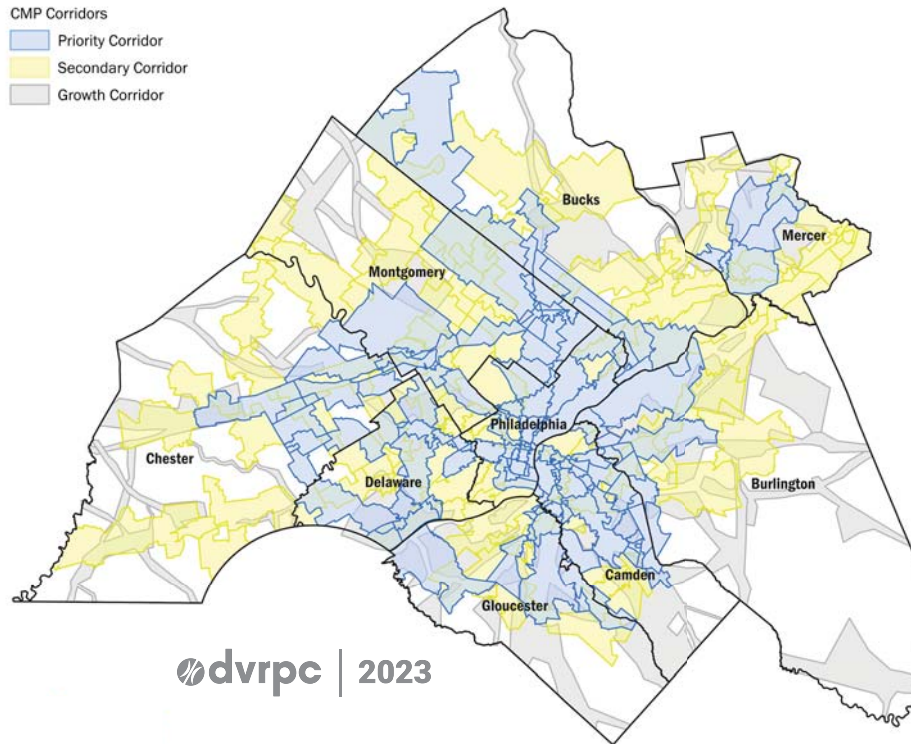 CMP Corridors
Priority Corridor
Secondary Corridor
Growth Corridor
Bucks
Mercer
Montgomery
Philadelphia
Chester
Delaware
Burlington
Camden
Gloucester
dvrpc | 2023